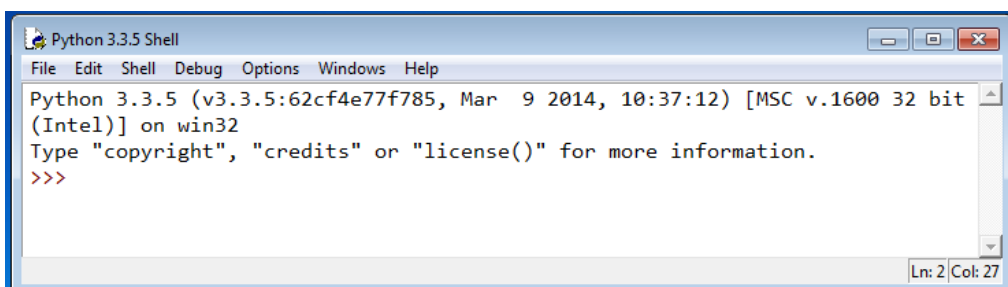 Python 3.3.5 Shell
File Edit Shell Debug Options Windows Help
Python 3.3.5 (v3.3.5:62cf4e77f785, Mar  9 2014, 10:37:12) [MSC v.1600 32 bit
(Intel)] on win32
Type "copyright", "credits" or "license()" for more information.
>>>
Ln: 2 Col: 27